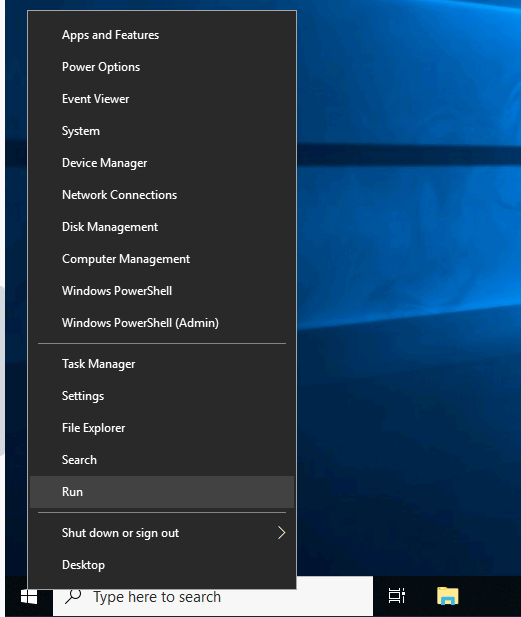 Apps and Features
Power Options
Event Viewer
System
Device Manager
Network Connections
Disk Management
Computer Management
Windows PowerShell
Windows PowerShell (Admin)
Task Manager
Settings
File Explorer
Search
Run
Shut down or sign out
Desktop
Type here to search